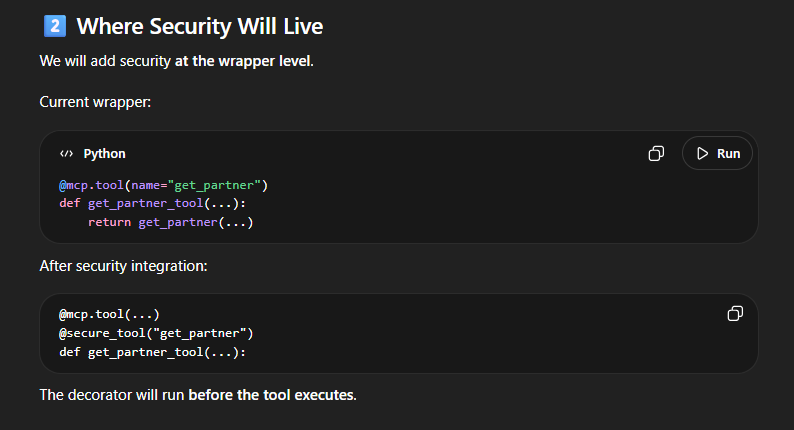 2 Where Security Will Live
We will add security at the wrapper level.
Current wrapper:
</> Python
Run
@mcp.tool(name="get_partner")
def get_partner_tool(...):
    return get_partner(...)
After security integration:
@mcp.tool(...)
@secure_tool("get_partner")
def get_partner_tool(...):
The decorator will run before the tool executes.